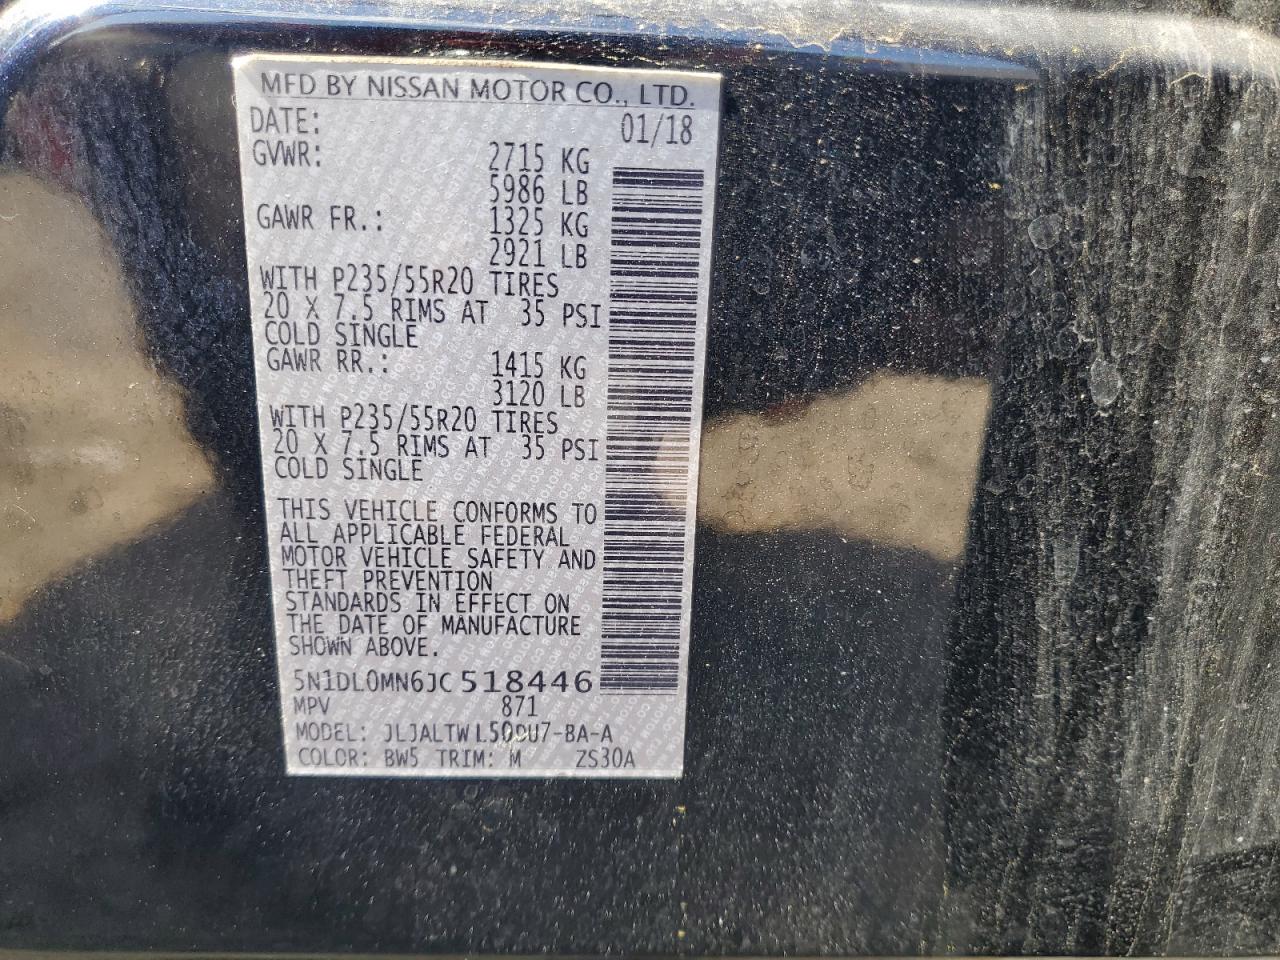 MFD BY NISSAN MOTOR CO., LTD.
DATE: 01/18
GVWR: 2715 KG
5986 LB
GAWR FR.: 1325 KG
2921 LB
WITH P235/55R20 TIRES
20 X 7.5 RIMS AT 35 PSI
COLD SINGLE
GAWR RR.: 1415 KG
3120 LB
WITH P235/55R20 TIRES
20 X 7.5 RIMS AT 35 PSI
COLD SINGLE
THIS VEHICLE CONFORMS TO
ALL APPLICABLE FEDERAL
MOTOR VEHICLE SAFETY AND
THEFT PREVENTION
STANDARDS IN EFFECT ON
THE DATE OF MANUFACTURE
SHOWN ABOVE.
5N1DL0MN6JC 518446
MPV 871
MODEL: JLJALTW L509U7-BA-A
COLOR: BW5 TRIM: M ZS30A